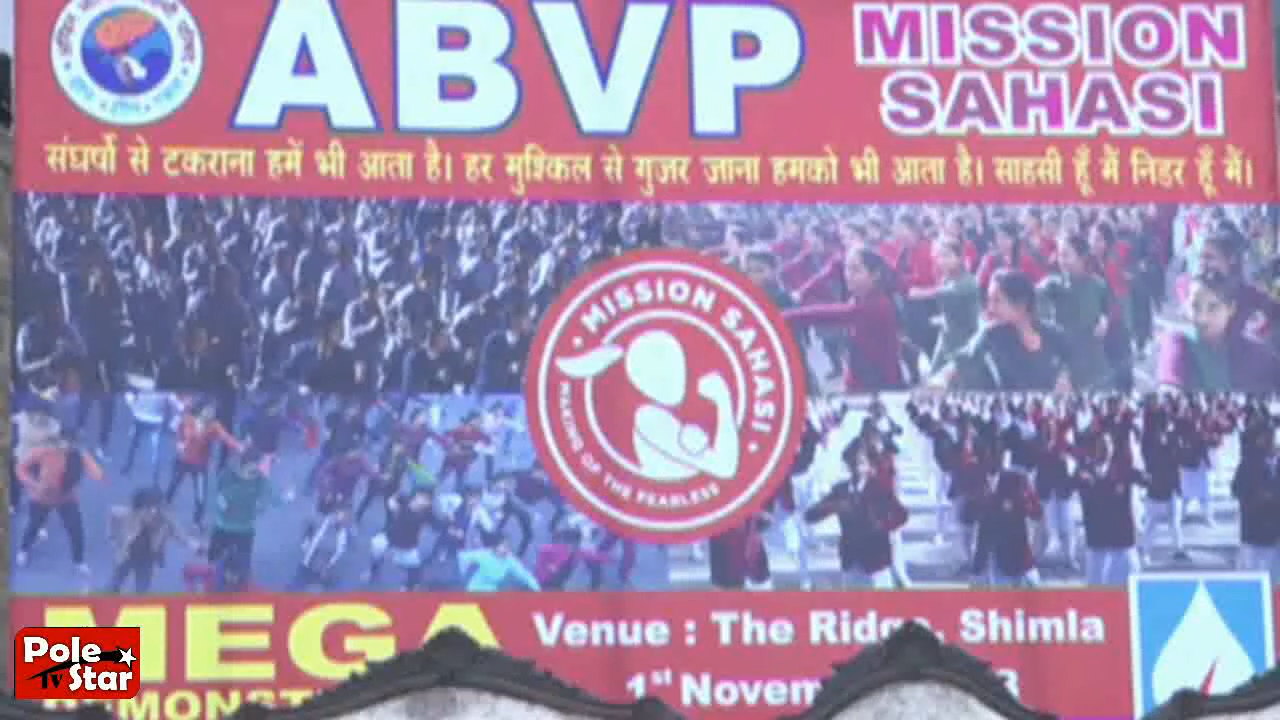 ABVP
MISSION
SAHASI
संघर्षो से टकराना हमें भी आता है। हर मुश्किल से गुजर जाना हमको भी आता है। साहसी हूँ मैं निडर हूँ मैं।
MISSION SAHASI
MAKING OF THE FEARLESS
MEGA
Venue : The Ridge, Shimla
1st
Pole
TV Star